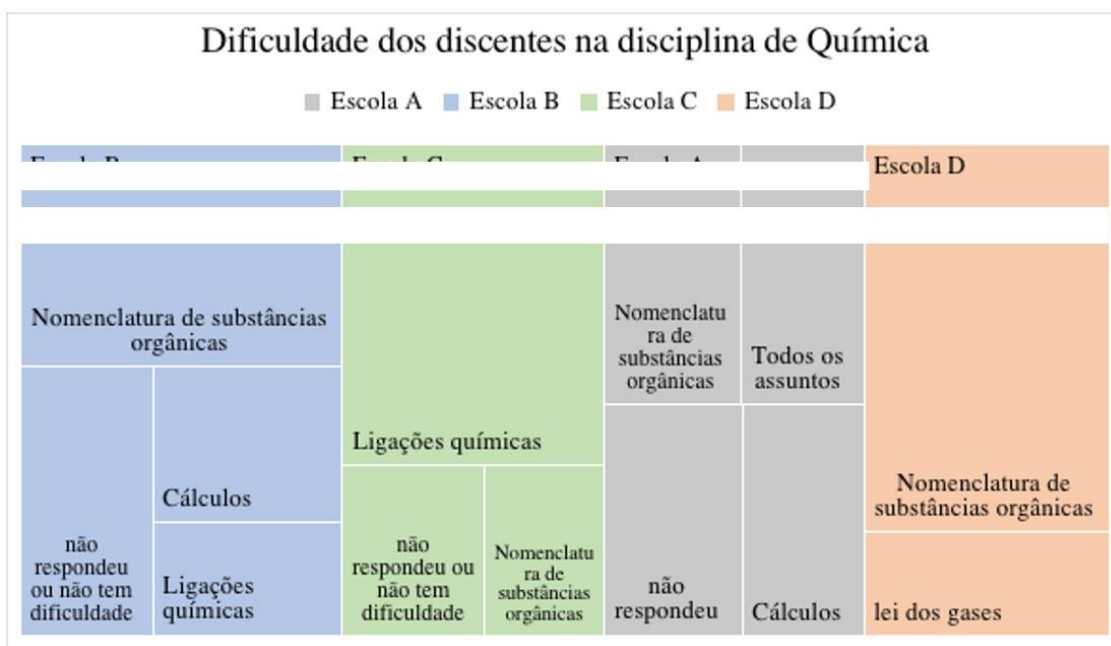 Dificuldade dos discentes na disciplina de Química
Escola A Escola B Escola C Escola D
Escola D
Nomenclatura de substâncias
orgânicas
não
respondeu
ou não tem
dificuldade
Cálculos
Ligações
químicas
Ligações químicas
não
respondeu ou
não tem
dificuldade
Nomenclatu
ra de
substâncias
orgânicas
Nomenclatu
ra de
substâncias
orgânicas
Todos os
assuntos
não
respondeu
Cálculos
Nomenclatura de
substâncias orgânicas
lei dos gases